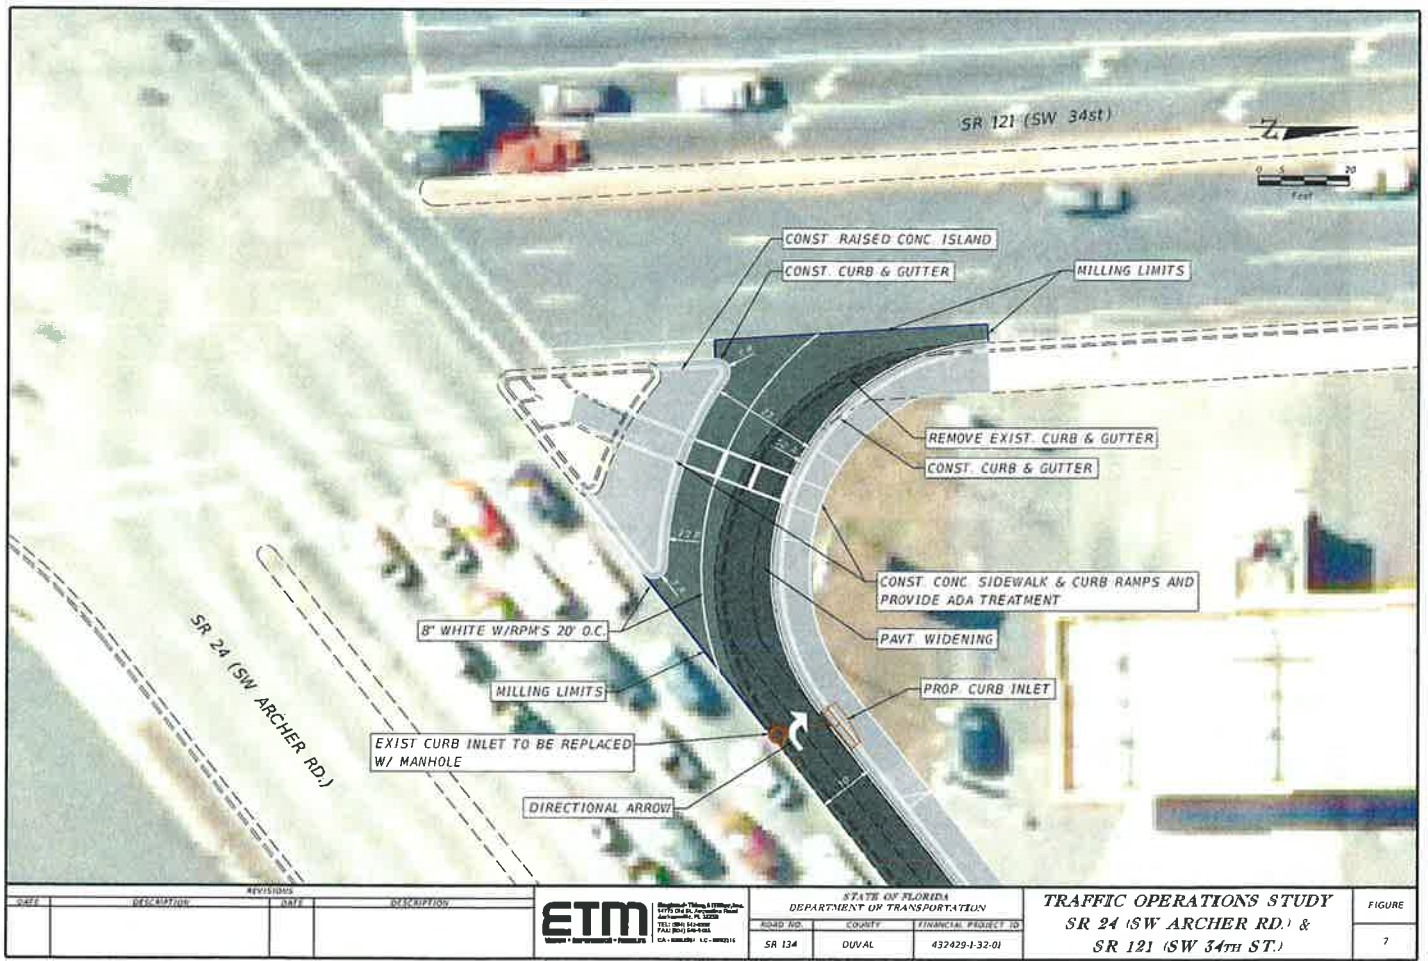 SR 121 (SW 34st)
Z
0 5 20
Feet
CONST. RAISED CONC. ISLAND
CONST. CURB & GUTTER
MILLING LIMITS
REMOVE EXIST. CURB & GUTTER
CONST. CURB & GUTTER
CONST. CONC. SIDEWALK & CURB RAMPS AND
PROVIDE ADA TREATMENT
8" WHITE W/RPM'S 20' O.C.
PAVT. WIDENING
SR 24 (SW ARCHER RD.)
MILLING LIMITS
PROP. CURB INLET
EXIST CURB INLET TO BE REPLACED
W/ MANHOLE
DIRECTIONAL ARROW
REVISIONS
DATE DESCRIPTION DATE DESCRIPTION
ETM
STATE OF FLORIDA
DEPARTMENT OF TRANSPORTATION
ROAD NO. COUNTY FINANCIAL PROJECT ID
SR 134 DUVAL 432429-1-32-01
TRAFFIC OPERATIONS STUDY
SR 24 (SW ARCHER RD.) &
SR 121 (SW 34TH ST.)
FIGURE
7